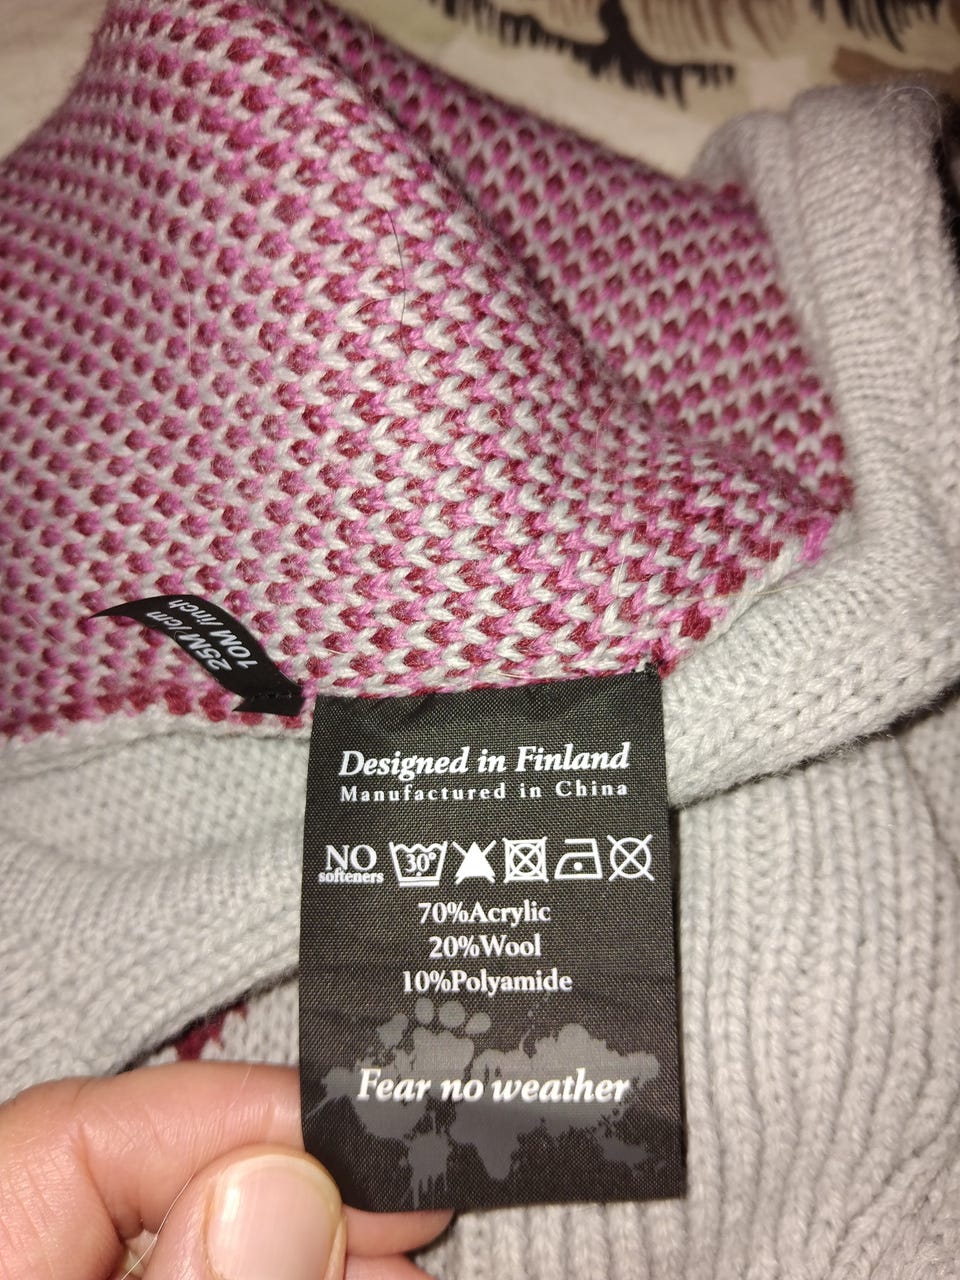 25M/cm
10M/inch
Designed in Finland
Manufactured in China
NO
softeners
30°
70%Acrylic
20%Wool
10%Polyamide
Fear no weather